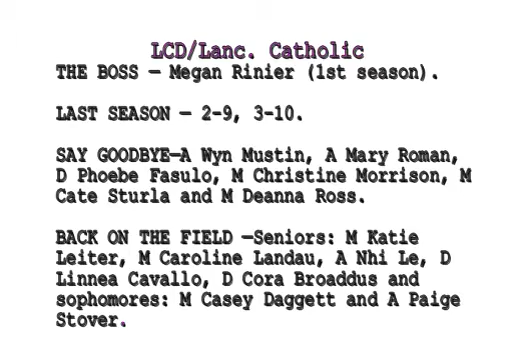 LCD/Lanc. Catholic
THE BOSS – Megan Rinier (1st season).
LAST SEASON – 2-9, 3-10.
SAY GOODBYE–A Wyn Mustin, A Mary Roman,
D Phoebe Fasulo, M Christine Morrison, M
Cate Sturla and M Deanna Ross.
BACK ON THE FIELD –Seniors: M Katie
Leiter, M Caroline Landau, A Nhi Le, D
Linnea Cavallo, D Cora Broaddus and
sophomores: M Casey Daggett and A Paige
Stover.